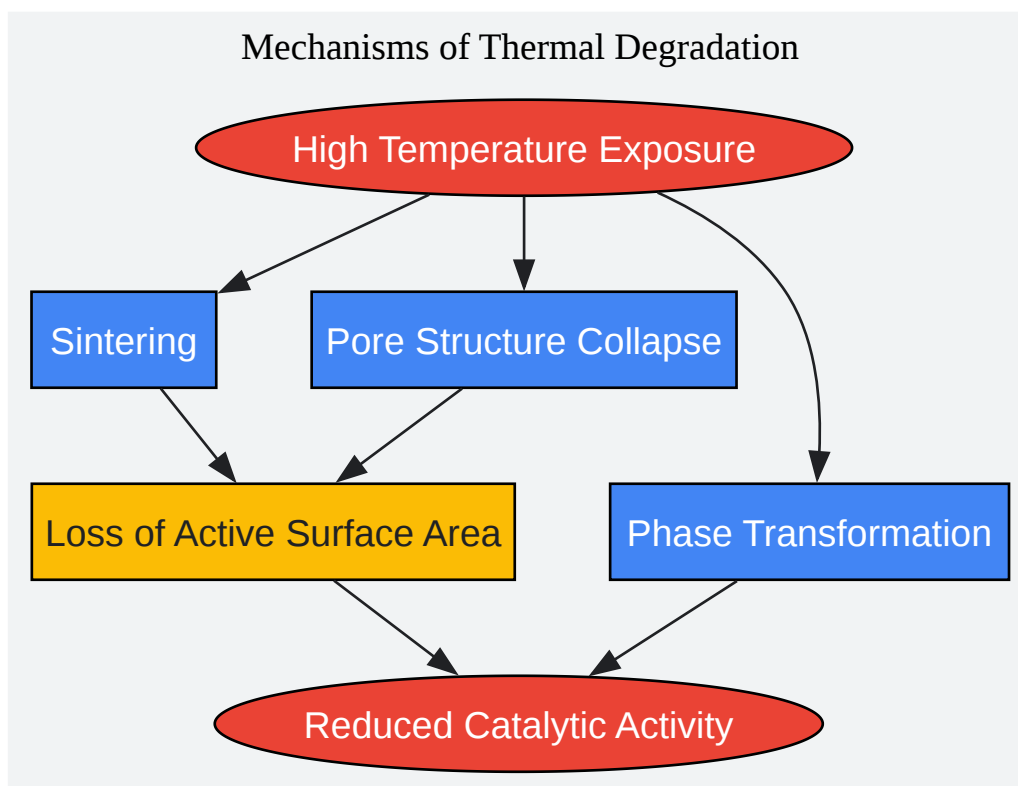 Mechanisms of Thermal Degradation
High Temperature Exposure
Sintering
Pore Structure Collapse
Loss of Active Surface Area
Phase Transformation
Reduced Catalytic Activity